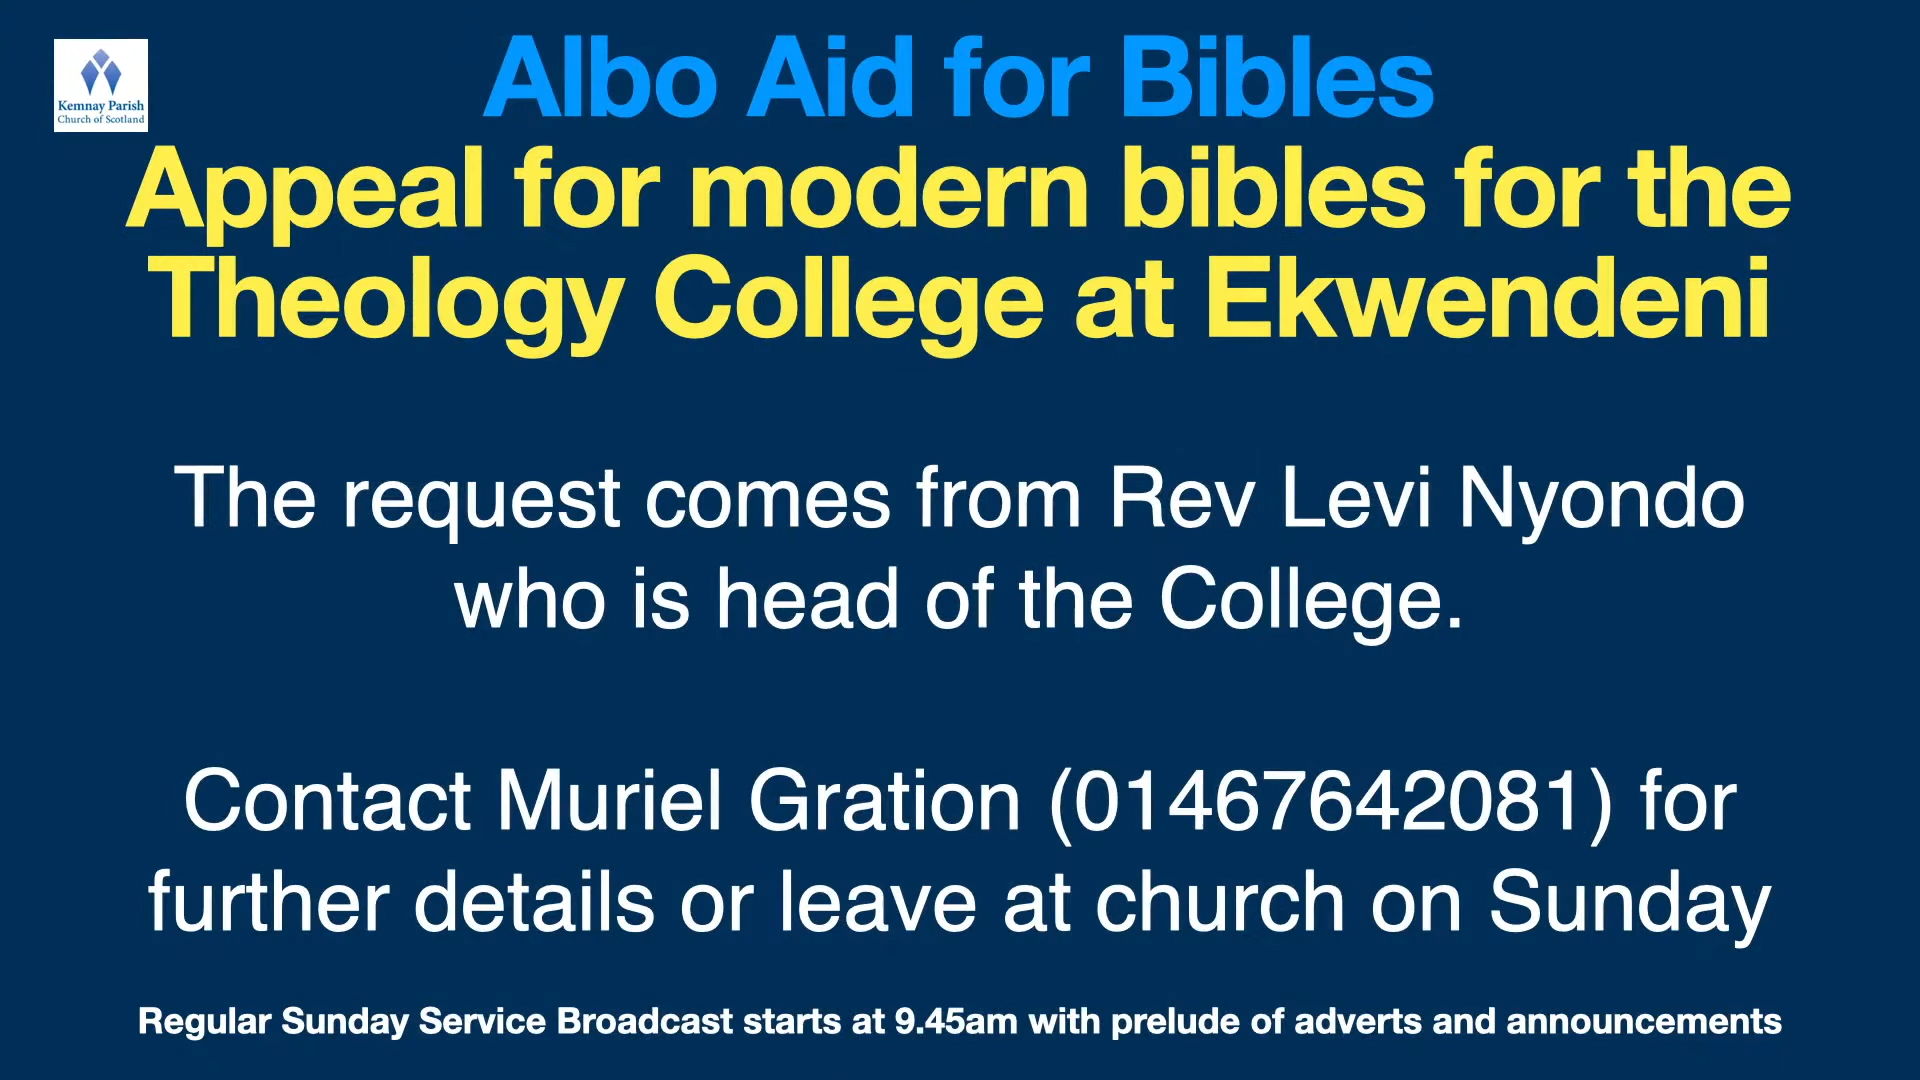 Kemnay Parish
Church of Scotland
Albo Aid for Bibles
Appeal for modern bibles for the
Theology College at Ekwendeni
The request comes from Rev Levi Nyondo
who is head of the College.
Contact Muriel Gration (01467642081) for
further details or leave at church on Sunday
Regular Sunday Service Broadcast starts at 9.45am with prelude of adverts and announcements